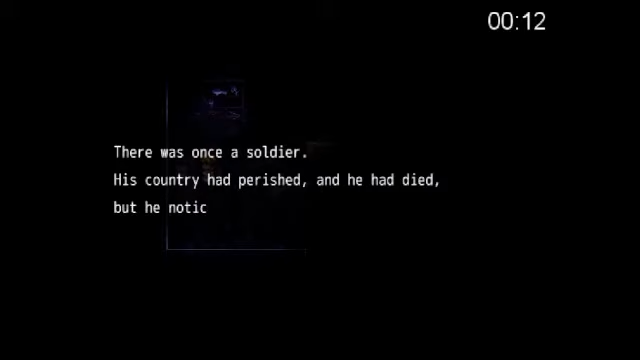 00:12
There was once a soldier.
His country had perished, and he had died,
but he notic